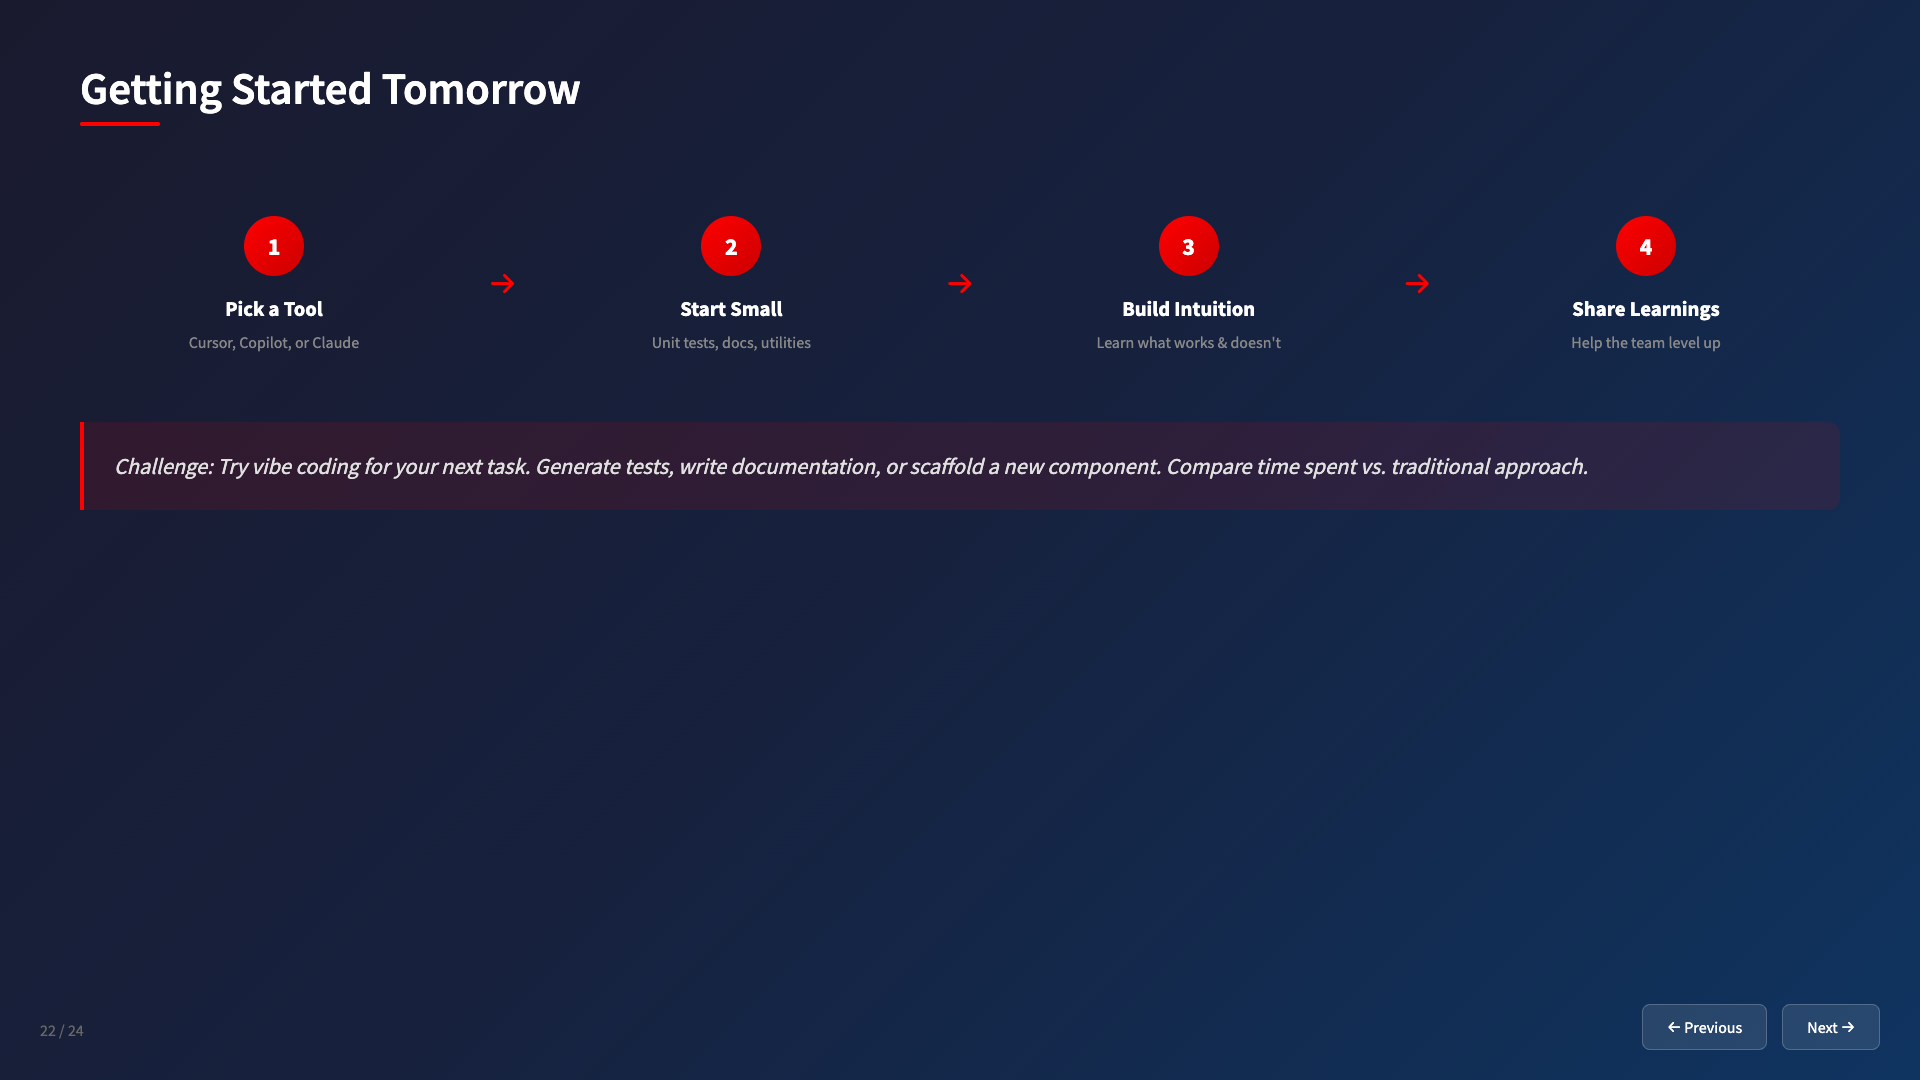 Getting Started Tomorrow
1
2
3
4
→
→
→
Pick a Tool
Start Small
Build Intuition
Share Learnings
Cursor, Copilot, or Claude
Unit tests, docs, utilities
Learn what works & doesn't
Help the team level up
Challenge: Try vibe coding for your next task. Generate tests, write documentation, or scaffold a new component. Compare time spent vs. traditional approach.
22 / 24
← Previous
Next →